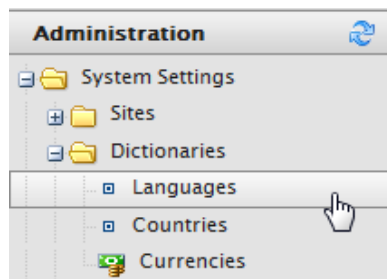 Administration
System Settings
Sites
Dictionaries
Languages
Countries
Currencies